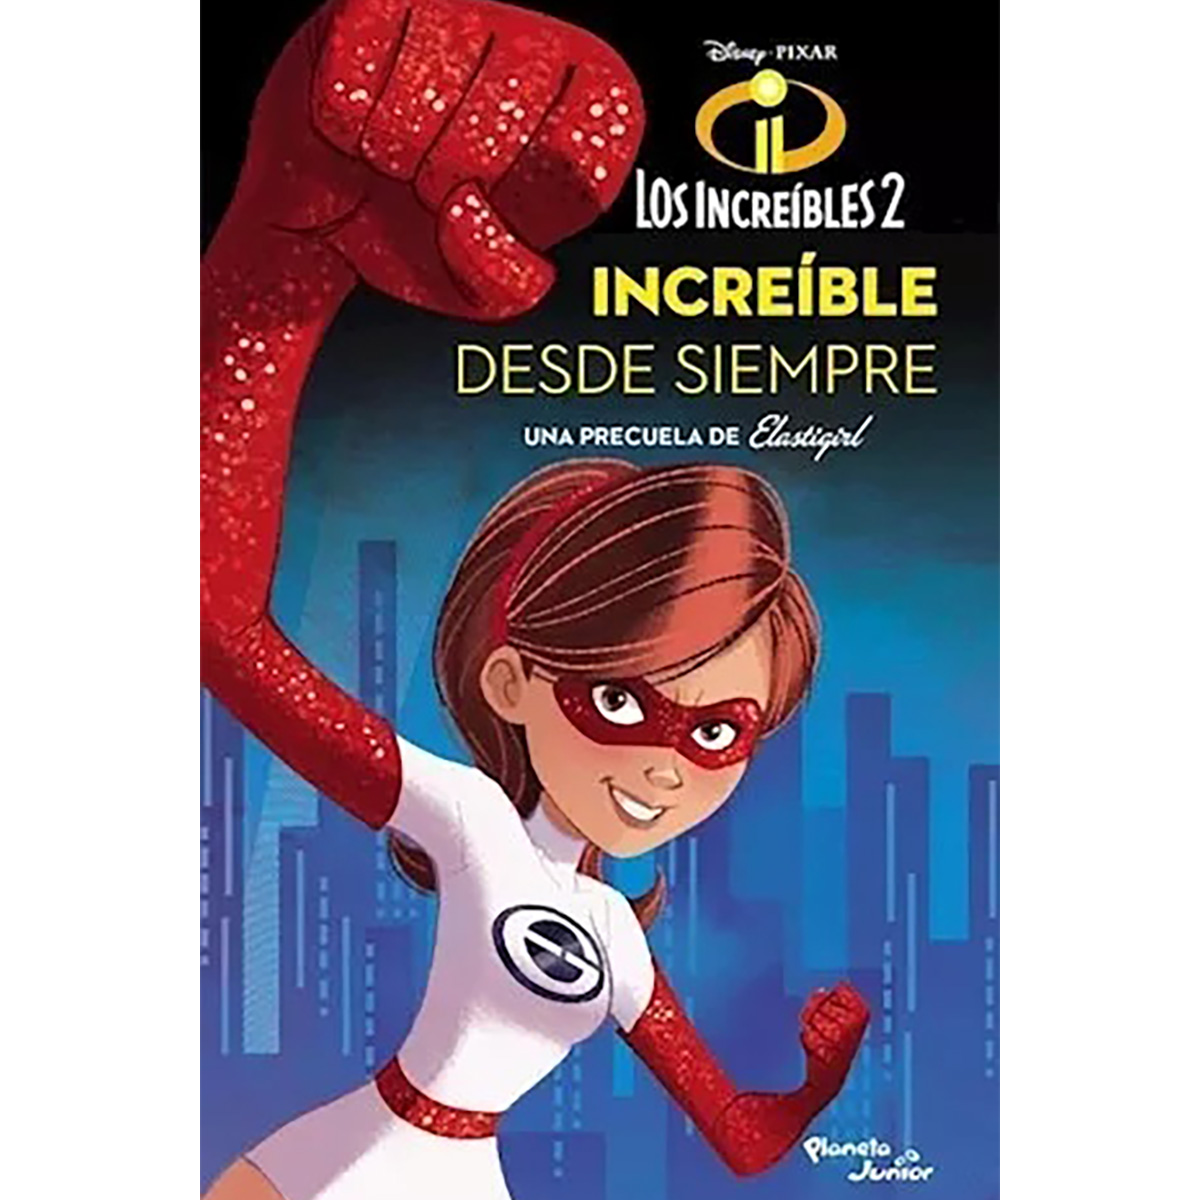 Disney·PIXAR
LOS INCREÍBLES 2
INCREÍBLE
DESDE SIEMPRE
UNA PRECUELA DE Elastigirl
Planeta
Junior